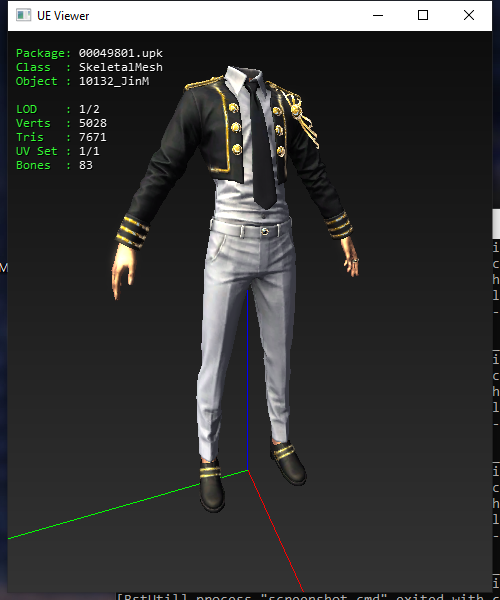 UE Viewer
Package: 00049801.upk
Class : SkeletalMesh
Object : 10132_JinM
LOD : 1/2
Verts : 5028
Tris : 7671
UV Set : 1/1
Bones : 83
M
i
c
h
l
-
i
c
h
l
-
i
c
h
l
-
i
[BstUtil] process "screenshot.cmd" exited with c